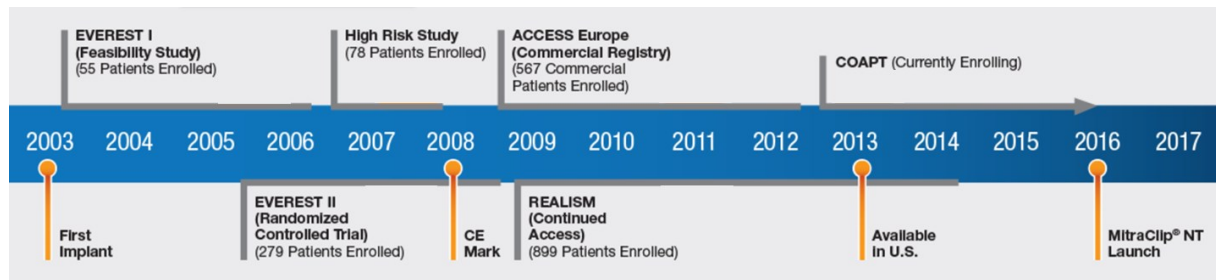 EVEREST I
(Feasibility Study)
(55 Patients Enrolled)
High Risk Study
(78 Patients Enrolled)
ACCESS Europe
(Commercial Registry)
(567 Commercial
Patients Enrolled)
COAPT (Currently Enrolling)
2003 2004 2005 2006 2007 2008 2009 2010 2011 2012 2013 2014 2015 2016 2017
First
Implant
EVEREST II
(Randomized
Controlled Trial)
(279 Patients Enrolled)
CE
Mark
REALISM
(Continued
Access)
(899 Patients Enrolled)
Available
in U.S.
MitraClip® NT
Launch